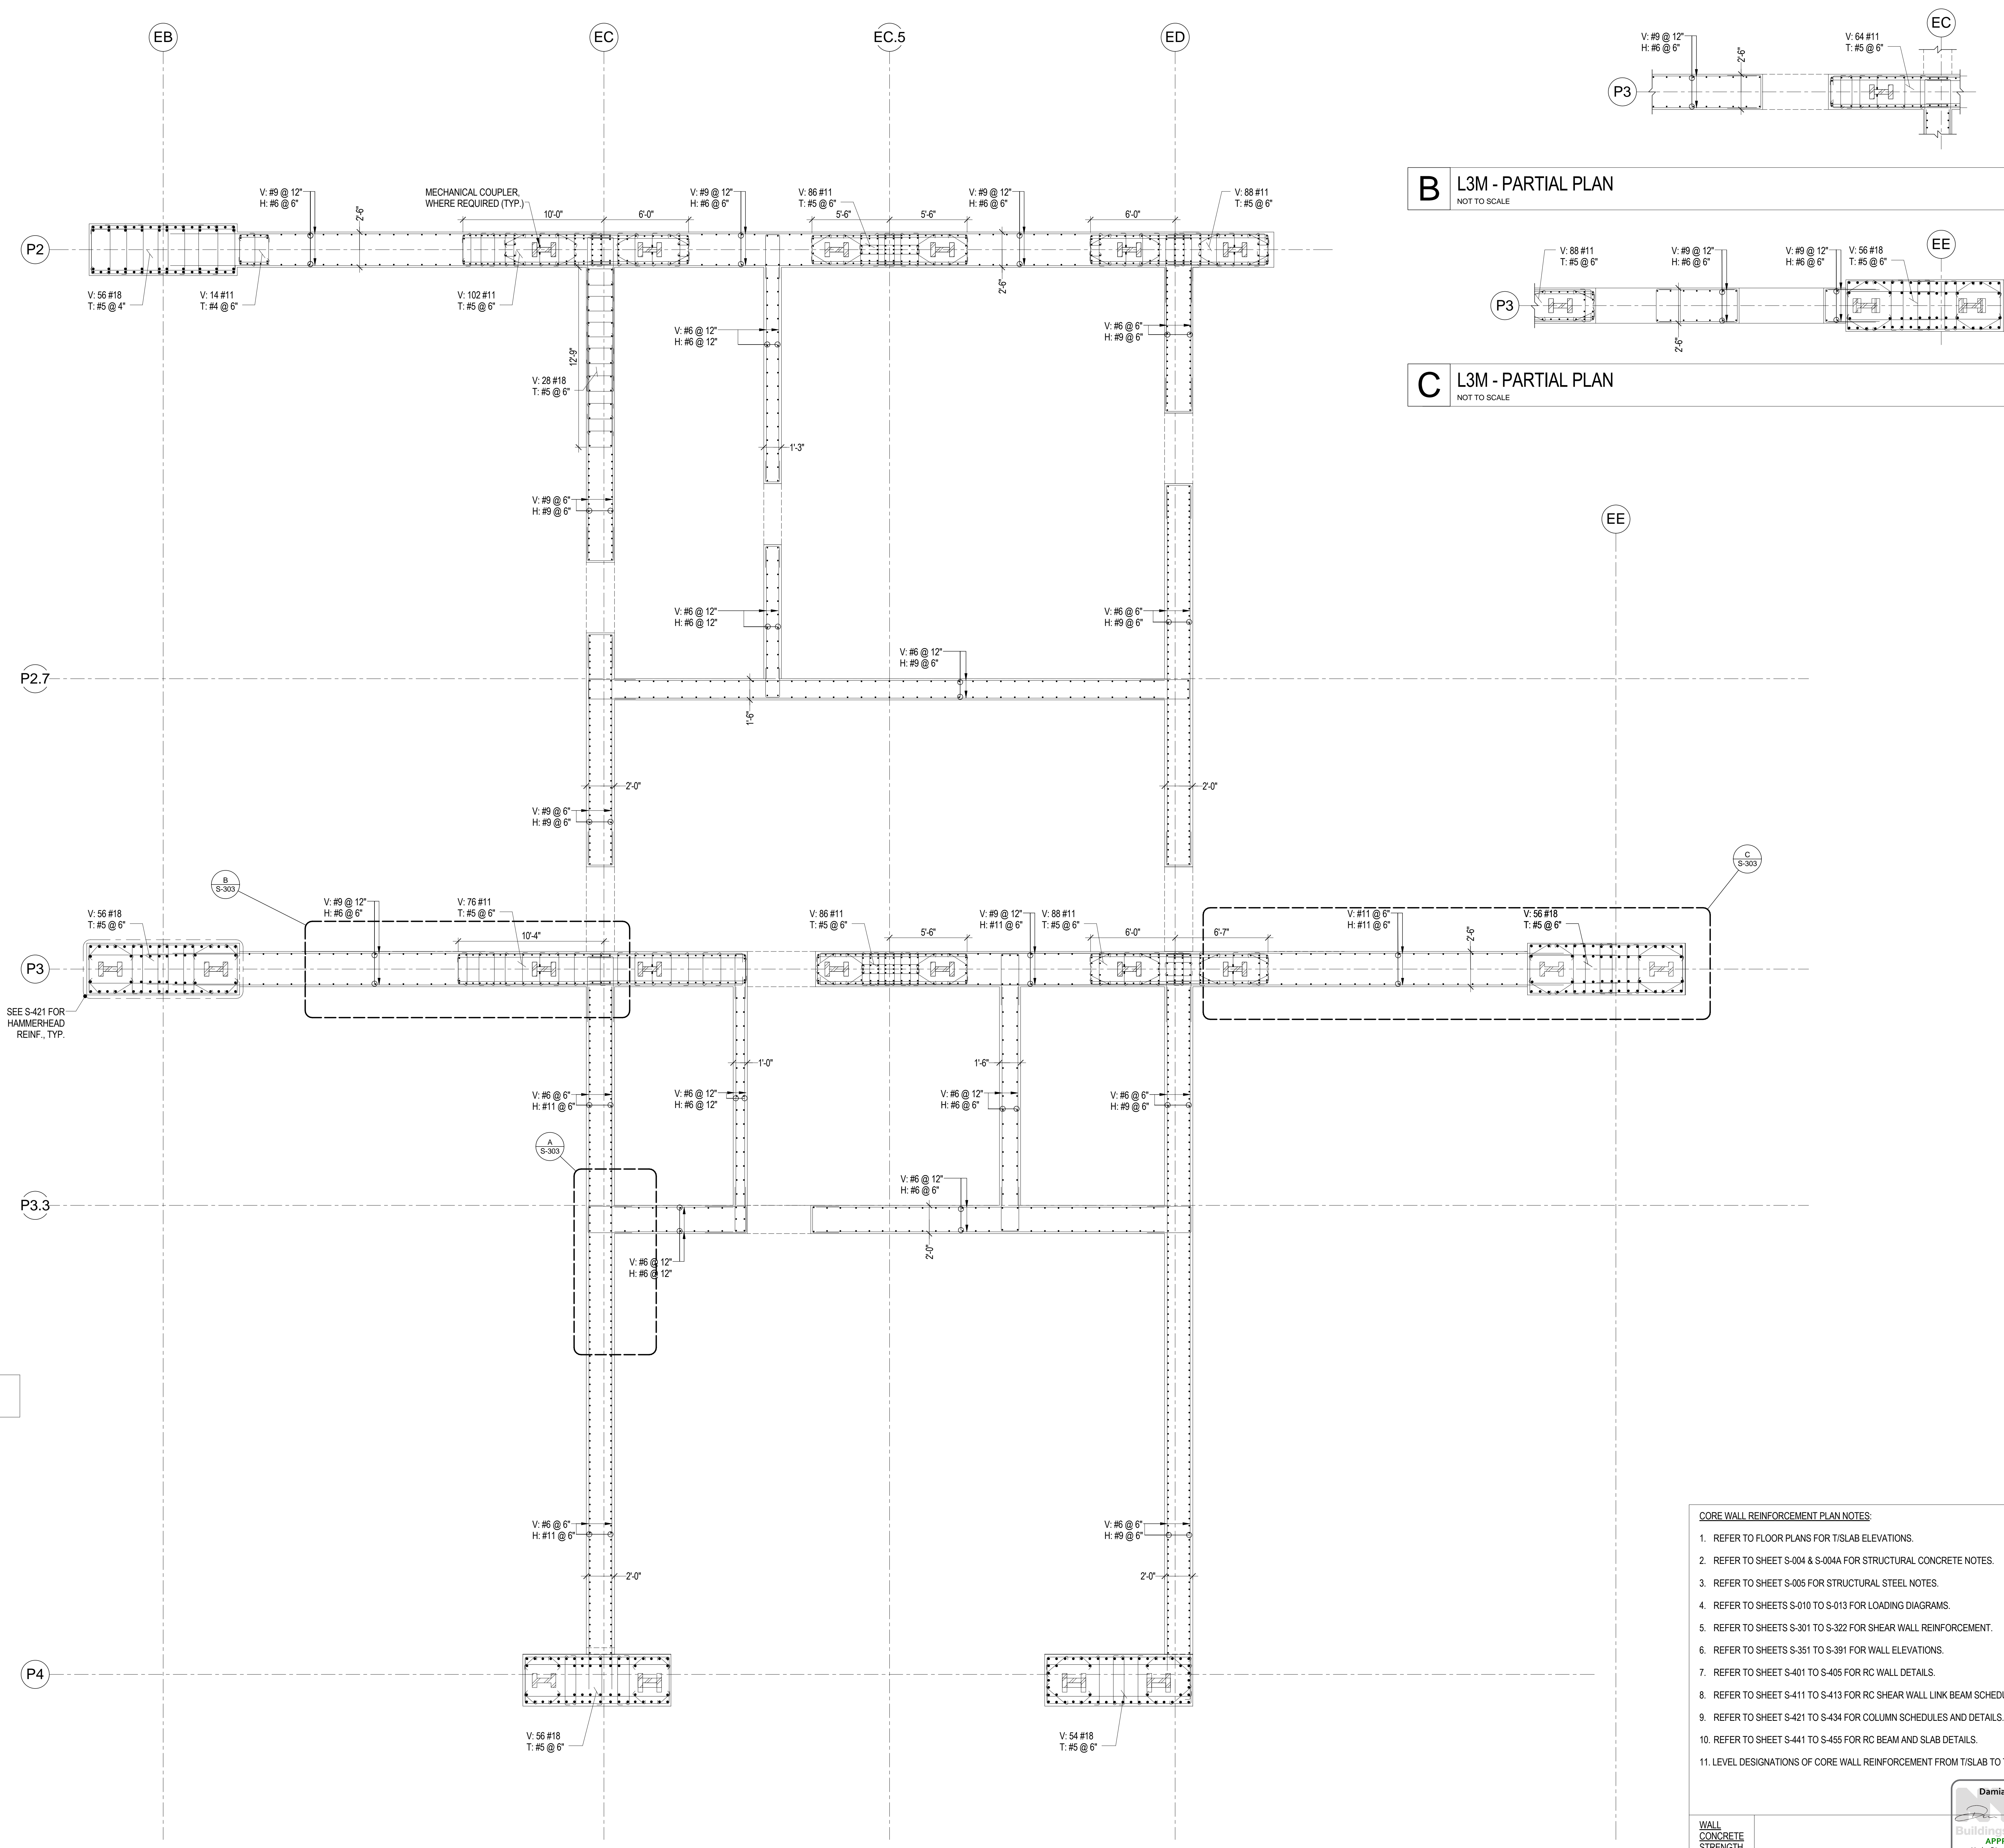 EB
EC
EC.5
ED
EC
V: #9 @ 12"
H: #6 @ 6"
2'-6"
V: 64 #11
T: #5 @ 6"
P3
B
L3M - PARTIAL PLAN
NOT TO SCALE
EE
V: 88 #11
T: #5 @ 6"
V: #9 @ 12"
H: #6 @ 6"
V: #9 @ 12"
H: #6 @ 6"
V: 56 #18
T: #5 @ 6"
P3
2'-6"
C
L3M - PARTIAL PLAN
NOT TO SCALE
V: #9 @ 12"
H: #6 @ 6"
2'-6"
MECHANICAL COUPLER,
WHERE REQUIRED (TYP.)
10'-0"
6'-0"
V: #9 @ 12"
H: #6 @ 6"
V: 86 #11
T: #5 @ 6"
5'-6"
5'-6"
V: #9 @ 12"
H: #6 @ 6"
6'-0"
V: 88 #11
T: #5 @ 6"
P2
V: 56 #18
T: #5 @ 4"
V: 14 #11
T: #4 @ 6"
V: 102 #11
T: #5 @ 6"
2'-6"
V: #6 @ 12"
H: #6 @ 12"
V: #6 @ 6"
H: #9 @ 6"
12'-9"
V: 28 #18
T: #5 @ 6"
1'-3"
V: #9 @ 6"
H: #9 @ 6"
EE
V: #6 @ 12"
H: #6 @ 12"
V: #6 @ 6"
H: #9 @ 6"
V: #6 @ 12"
H: #9 @ 6"
P2.7
1'-6"
2'-0"
2'-0"
V: #9 @ 6"
H: #9 @ 6"
B
S-303
C
S-303
V: 56 #18
T: #5 @ 6"
V: #9 @ 12"
H: #6 @ 6"
V: 76 #11
T: #5 @ 6"
10'-4"
V: 86 #11
T: #5 @ 6"
5'-6"
V: #9 @ 12"
H: #11 @ 6"
V: 88 #11
T: #5 @ 6"
6'-0"
6'-7"
V: #11 @ 6"
H: #11 @ 6"
2'-6"
V: 56 #18
T: #5 @ 6"
P3
SEE S-421 FOR
HAMMERHEAD
REINF., TYP.
1'-0"
1'-6"
V: #6 @ 6"
H: #11 @ 6"
V: #6 @ 12"
H: #6 @ 12"
V: #6 @ 12"
H: #6 @ 6"
V: #6 @ 6"
H: #9 @ 6"
A
S-303
V: #6 @ 12"
H: #6 @ 6"
P3.3
V: #6 @ 12"
H: #6 @ 12"
2'-0"
V: #6 @ 6"
H: #11 @ 6"
V: #6 @ 6"
H: #9 @ 6"
2'-0"
2'-0"
P4
V: 56 #18
T: #5 @ 6"
V: 54 #18
T: #5 @ 6"
CORE WALL REINFORCEMENT PLAN NOTES:
1. REFER TO FLOOR PLANS FOR T/SLAB ELEVATIONS.
2. REFER TO SHEET S-004 & S-004A FOR STRUCTURAL CONCRETE NOTES.
3. REFER TO SHEET S-005 FOR STRUCTURAL STEEL NOTES.
4. REFER TO SHEETS S-010 TO S-013 FOR LOADING DIAGRAMS.
5. REFER TO SHEETS S-301 TO S-322 FOR SHEAR WALL REINFORCEMENT.
6. REFER TO SHEETS S-351 TO S-391 FOR WALL ELEVATIONS.
7. REFER TO SHEET S-401 TO S-405 FOR RC WALL DETAILS.
8. REFER TO SHEET S-411 TO S-413 FOR RC SHEAR WALL LINK BEAM
9. REFER TO SHEET S-421 TO S-434 FOR COLUMN SCHEDULES AND DETAILS.
10. REFER TO SHEET S-441 TO S-455 FOR RC BEAM AND SLAB DETAILS.
11. LEVEL DESIGNATIONS OF CORE WALL REINFORCEMENT FROM T/SLAB TO
WALL
CONCRETE
STRENGTH
Buildings